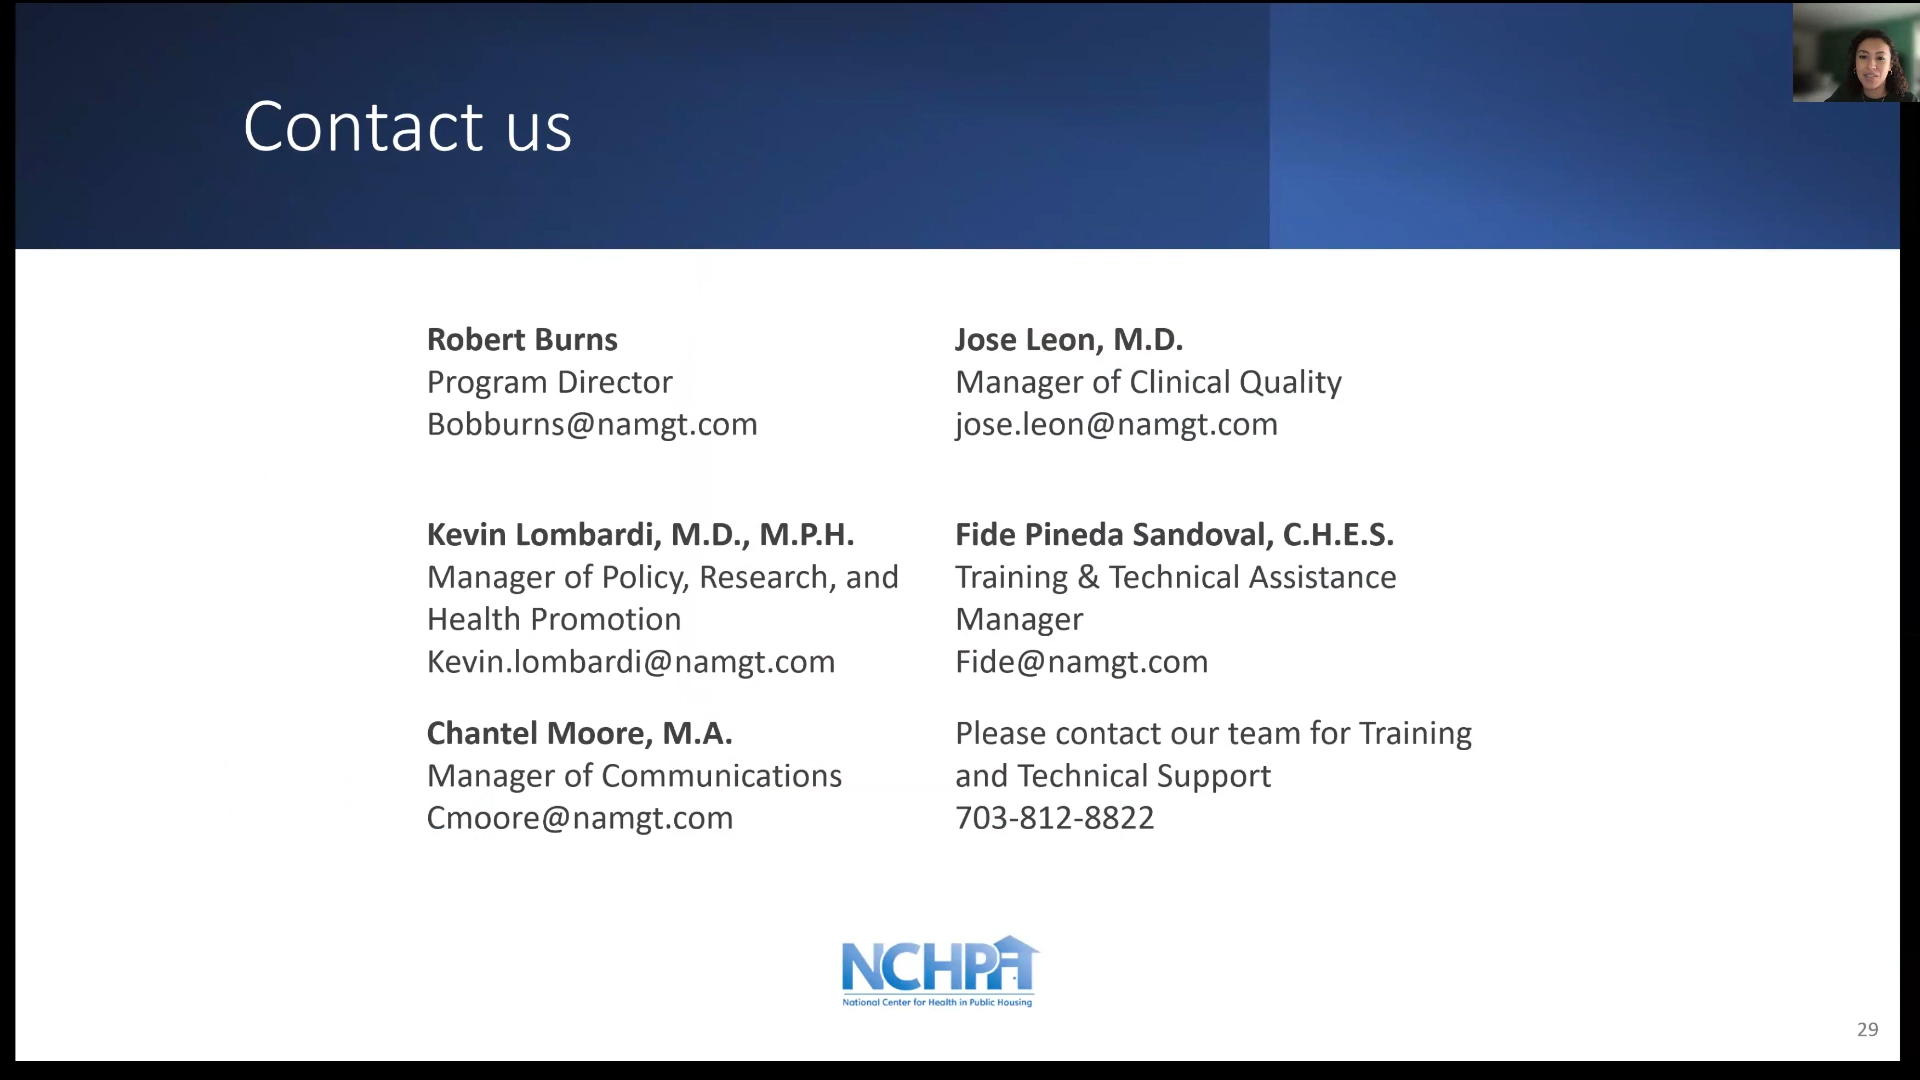 Contact us
Robert Burns
Program Director
Bobburns@namgt.com
Jose Leon, M.D.
Manager of Clinical Quality
jose.leon@namgt.com
Kevin Lombardi, M.D., M.P.H.
Manager of Policy, Research, and
Health Promotion
Kevin.lombardi@namgt.com
Fide Pineda Sandoval, C.H.E.S.
Training & Technical Assistance
Manager
Fide@namgt.com
Chantel Moore, M.A.
Manager of Communications
Cmoore@namgt.com
Please contact our team for Training
and Technical Support
703-812-8822
NCHPH
National Center for Health in Public Housing
29